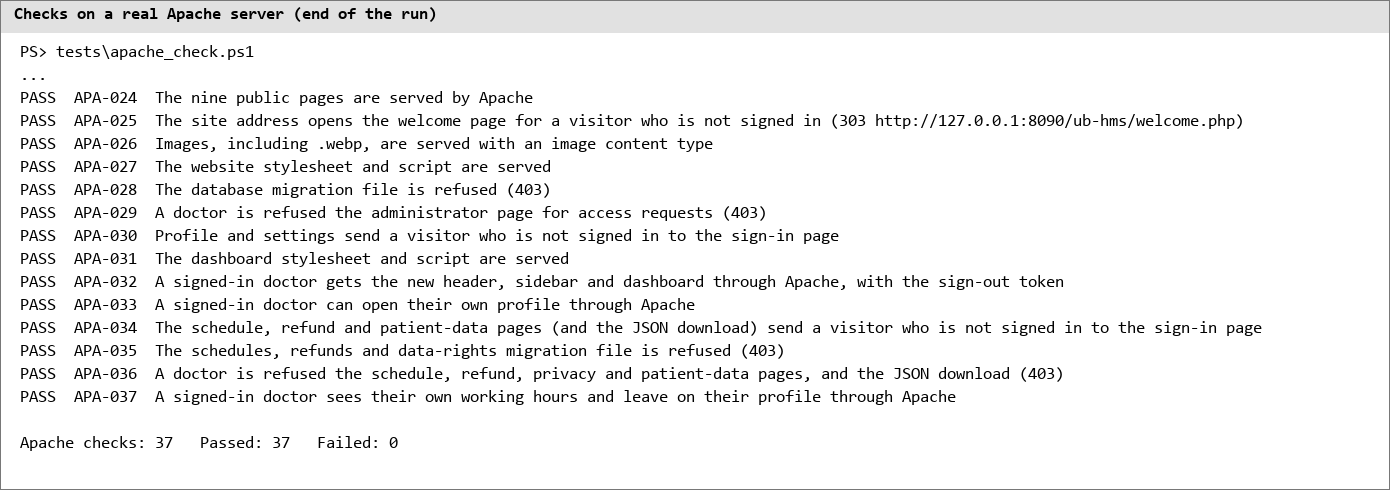 Checks on a real Apache server (end of the run)
PS> tests\apache_check.ps1
...
PASS  APA-024  The nine public pages are served by Apache
PASS  APA-025  The site address opens the welcome page for a visitor who is not signed in (303 http://127.0.0.1:8090/ub-hms/welcome.php)
PASS  APA-026  Images, including .webp, are served with an image content type
PASS  APA-027  The website stylesheet and script are served
PASS  APA-028  The database migration file is refused (403)
PASS  APA-029  A doctor is refused the administrator page for access requests (403)
PASS  APA-030  Profile and settings send a visitor who is not signed in to the sign-in page
PASS  APA-031  The dashboard stylesheet and script are served
PASS  APA-032  A signed-in doctor gets the new header, sidebar and dashboard through Apache, with the sign-out token
PASS  APA-033  A signed-in doctor can open their own profile through Apache
PASS  APA-034  The schedule, refund and patient-data pages (and the JSON download) send a visitor who is not signed in to the sign-in page
PASS  APA-035  The schedules, refunds and data-rights migration file is refused (403)
PASS  APA-036  A doctor is refused the schedule, refund, privacy and patient-data pages, and the JSON download (403)
PASS  APA-037  A signed-in doctor sees their own working hours and leave on their profile through Apache
Apache checks: 37   Passed: 37   Failed: 0